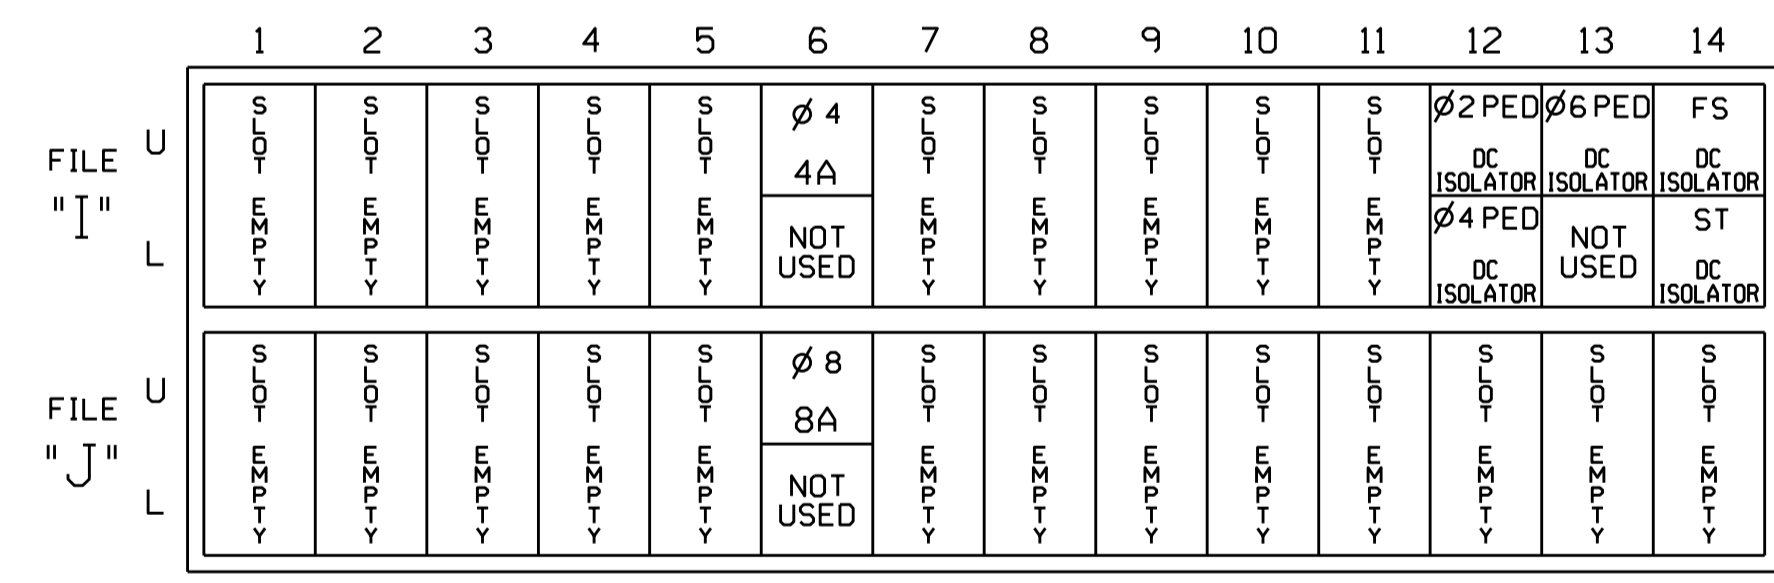 1 2 3 4 5 6 7 8 9 10 11 12 13 14
FILE "I"
U
L
SLOT EMPTY
SLOT EMPTY
SLOT EMPTY
SLOT EMPTY
SLOT EMPTY
Ø 4
4A
NOT
USED
SLOT EMPTY
SLOT EMPTY
SLOT EMPTY
SLOT EMPTY
SLOT EMPTY
Ø2 PED
DC
ISOLATOR
Ø4 PED
DC
ISOLATOR
Ø6 PED
DC
ISOLATOR
NOT
USED
FS
DC
ISOLATOR
ST
DC
ISOLATOR
FILE "J"
U
L
SLOT EMPTY
SLOT EMPTY
SLOT EMPTY
SLOT EMPTY
SLOT EMPTY
Ø 8
8A
NOT
USED
SLOT EMPTY
SLOT EMPTY
SLOT EMPTY
SLOT EMPTY
SLOT EMPTY
SLOT EMPTY
SLOT EMPTY
SLOT EMPTY